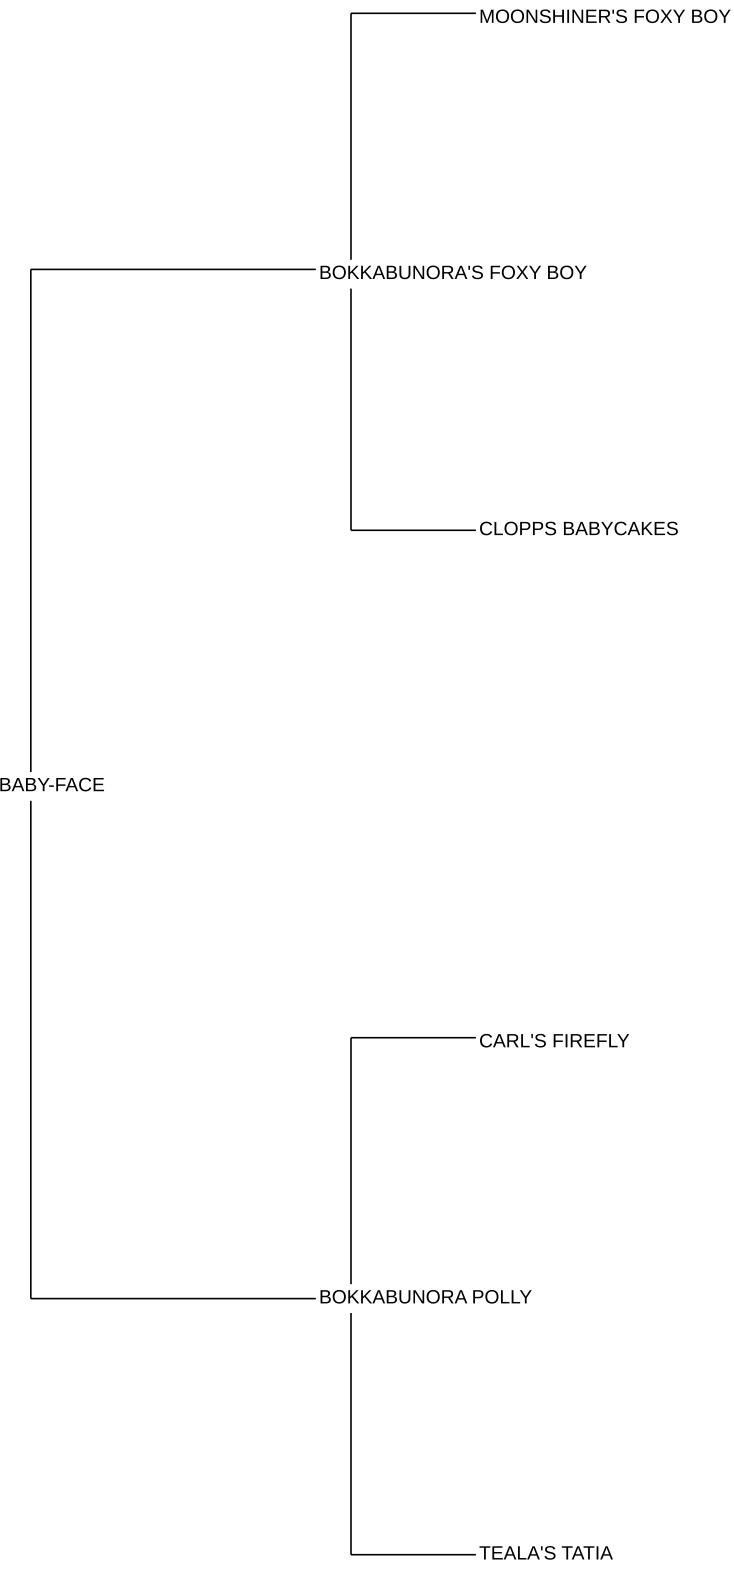 MOONSHINER'S FOXY BOY
BOKKABUNORA'S FOXY BOY
CLOPPS BABYCAKES
BABY-FACE
CARL'S FIREFLY
BOKKABUNORA POLLY
TEALA'S TATIA